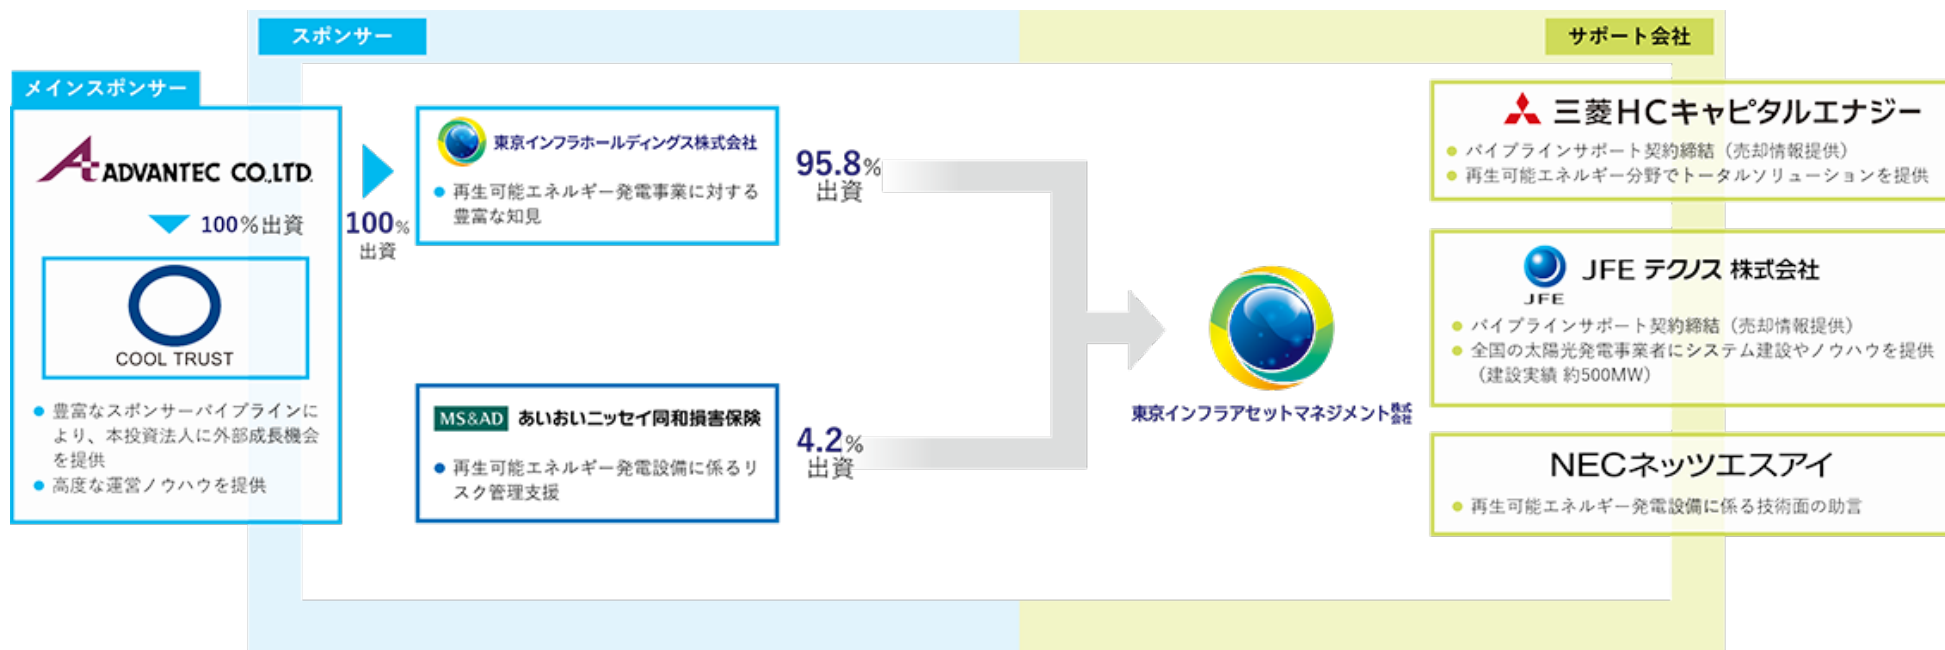 スポンサー
サポート会社
メインスポンサー
ADVANTEC CO.,LTD.
100%出資
COOL TRUST
豊富なスポンサーパイプラインに
より、本投資法人に外部成長機会
を提供
高度な運営ノウハウを提供
100%
出資
東京インフラホールディングス株式会社
再生可能エネルギー発電事業に対する
豊富な知見
95.8%
出資
MS&AD あいおいニッセイ同和損害保険
再生可能エネルギー発電設備に係るリ
スク管理支援
4.2%
出資
東京インフラアセットマネジメント株式会社
三菱HCキャピタルエナジー
パイプラインサポート契約締結（売却情報提供）
再生可能エネルギー分野でトータルソリューションを提供
JFE
JFE テクノス 株式会社
パイプラインサポート契約締結（売却情報提供）
全国の太陽光発電事業者にシステム建設やノウハウを提供
（建設実績 約500MW）
NECネッツエスアイ
再生可能エネルギー発電設備に係る技術面の助言